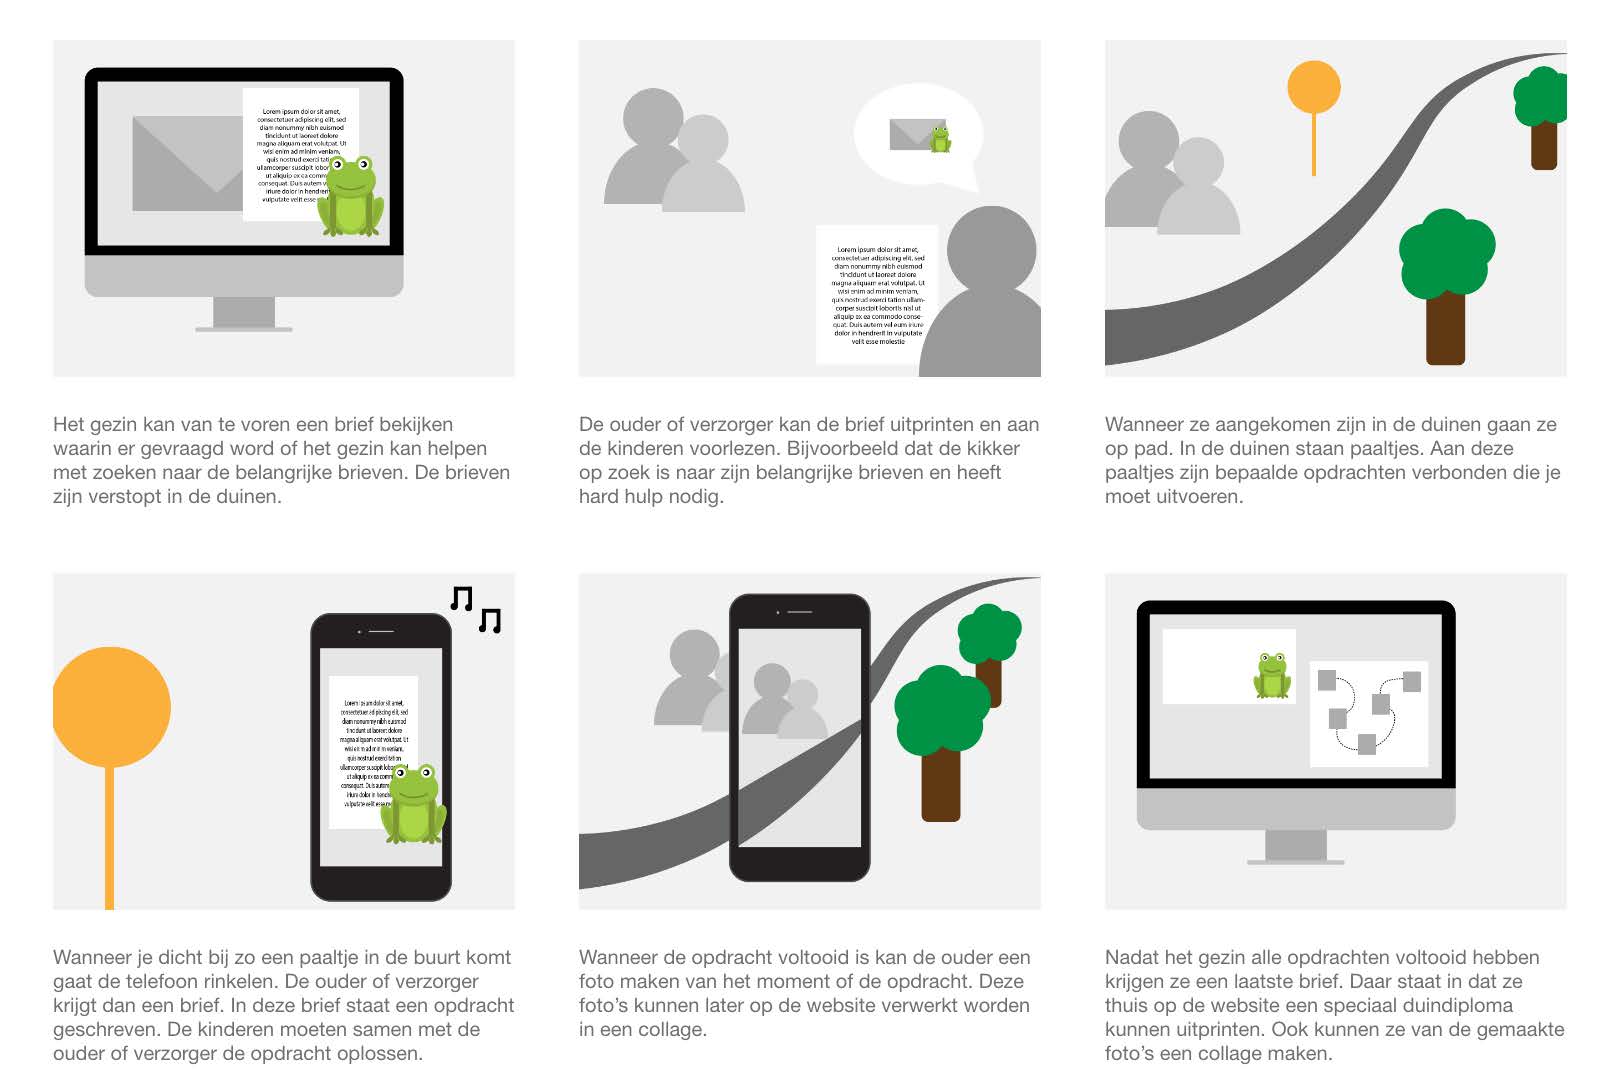 Lorem ipsum dolor sit amet,
consectetuer adipiscing elit, sed
diam nonummy nibh euismod
tincidunt ut laoreet dolore
magna aliquam erat volutpat. Ut
wisi enim ad minim veniam,
quis nostrud exerci
ullamcorper suscipit
ut aliquip ex ea
consequat. Duis autem
iriure dolor in
vulputate velit esse
Lorem ipsum dolor sit amet,
consectetuer adipiscing elit, sed
diam nonummy nibh euismod
tincidunt ut laoreet dolore
magna aliquam erat volutpat. Ut
wisi enim ad minim veniam,
quis nostrud exerci tation ullam-
corper suscipit lobortis nisl ut
aliquip ex ea commodo conse-
quat. Duis autem vel eum iriure
dolor in hendrerit in vulputate
velit esse molestie
Het gezin kan van te voren een brief bekijken
waarin er gevraagd word of het gezin kan helpen
met zoeken naar de belangrijke brieven. De brieven
zijn verstopt in de duinen.
De ouder of verzorger kan de brief uitprinten en aan
de kinderen voorlezen. Bijvoorbeeld dat de kikker
op zoek is naar zijn belangrijke brieven en heeft
hard hulp nodig.
Wanneer ze aangekomen zijn in de duinen gaan ze
op pad. In de duinen staan paaltjes. Aan deze
paaltjes zijn bepaalde opdrachten verbonden die je
moet uitvoeren.
Lorem ipsum dolor sit amet,
consectetuer adipiscing elit, sed
diam nonummy nibh euismod
tincidunt ut laoreet dolore
magna aliquam erat volutpat. Ut
wisi enim ad minim veniam,
quis nostrud exerci tation
ullamcorper suscipit
ut aliquip ex ea
consequat. Duis autem
iriure dolor in
vulputate velit esse
Wanneer je dicht bij zo een paaltje in de buurt komt
gaat de telefoon rinkelen. De ouder of verzorger
krijgt dan een brief. In deze brief staat een opdracht
geschreven. De kinderen moeten samen met de
ouder of verzorger de opdracht oplossen.
Wanneer de opdracht voltooid is kan de ouder een
foto maken van het moment of de opdracht. Deze
foto's kunnen later op de website verwerkt worden
in een collage.
Nadat het gezin alle opdrachten voltooid hebben
krijgen ze een laatste brief. Daar staat in dat ze
thuis op de website een speciaal duindiploma
kunnen uitprinten. Ook kunnen ze van de gemaakte
foto's een collage maken.